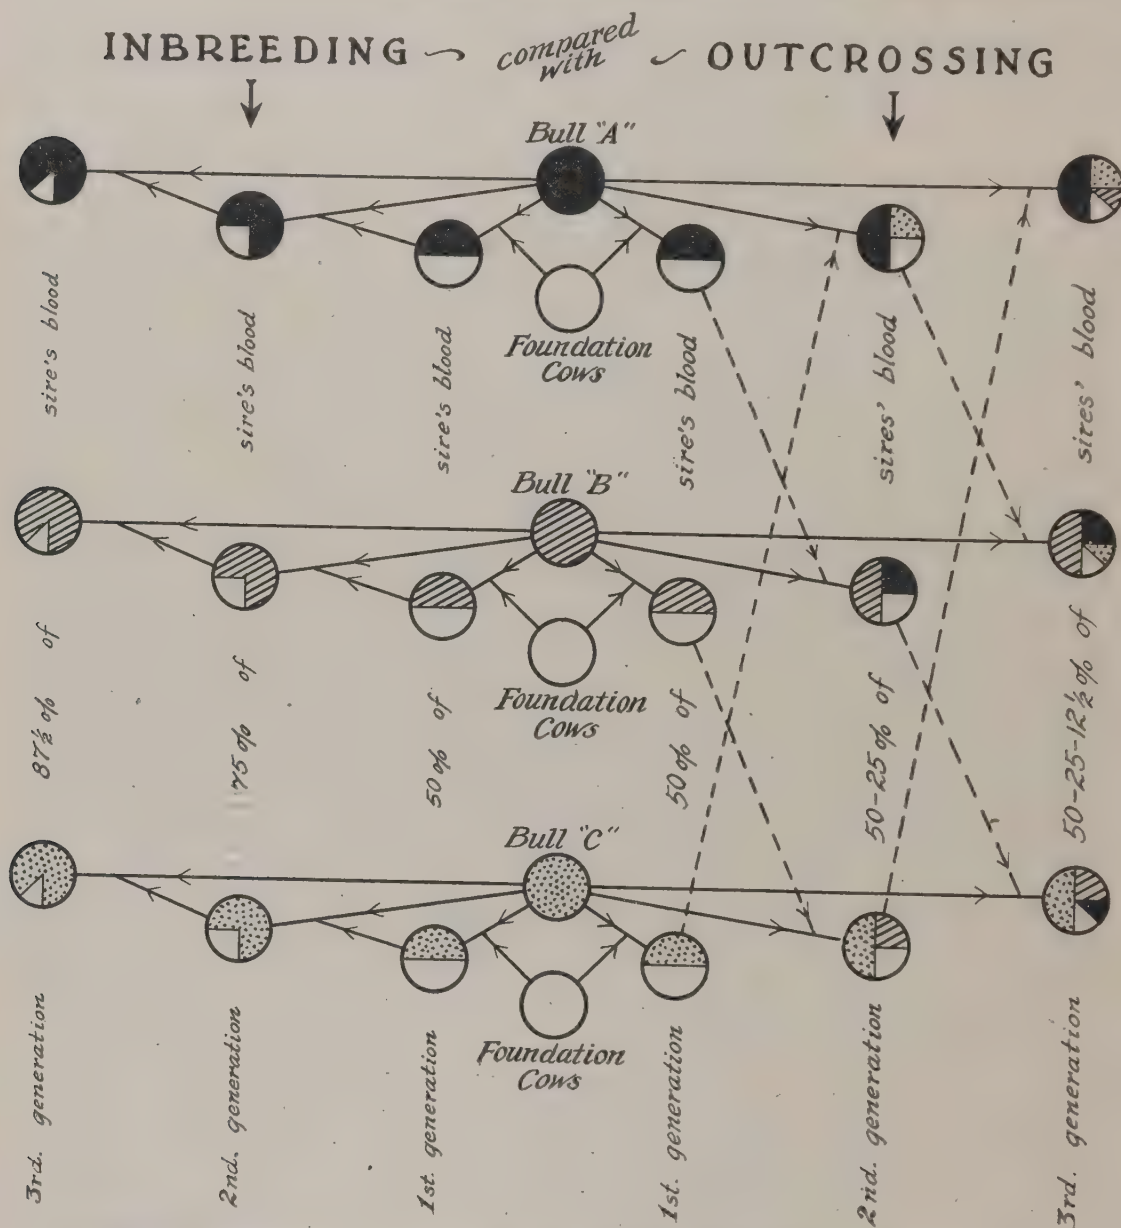 INBREEDING compared with OUTCROSSING
Bull "A"
Foundation
Cows
Bull "B"
Foundation
Cows
Bull "C"
Foundation
Cows
3rd. generation 87½% of sire's blood
2nd. generation 75% of sire's blood
1st. generation 50% of sire's blood
1st. generation 50% of sire's blood
2nd. generation 50-25% of sires' blood
3rd. generation 50-25-12½% of sires' blood